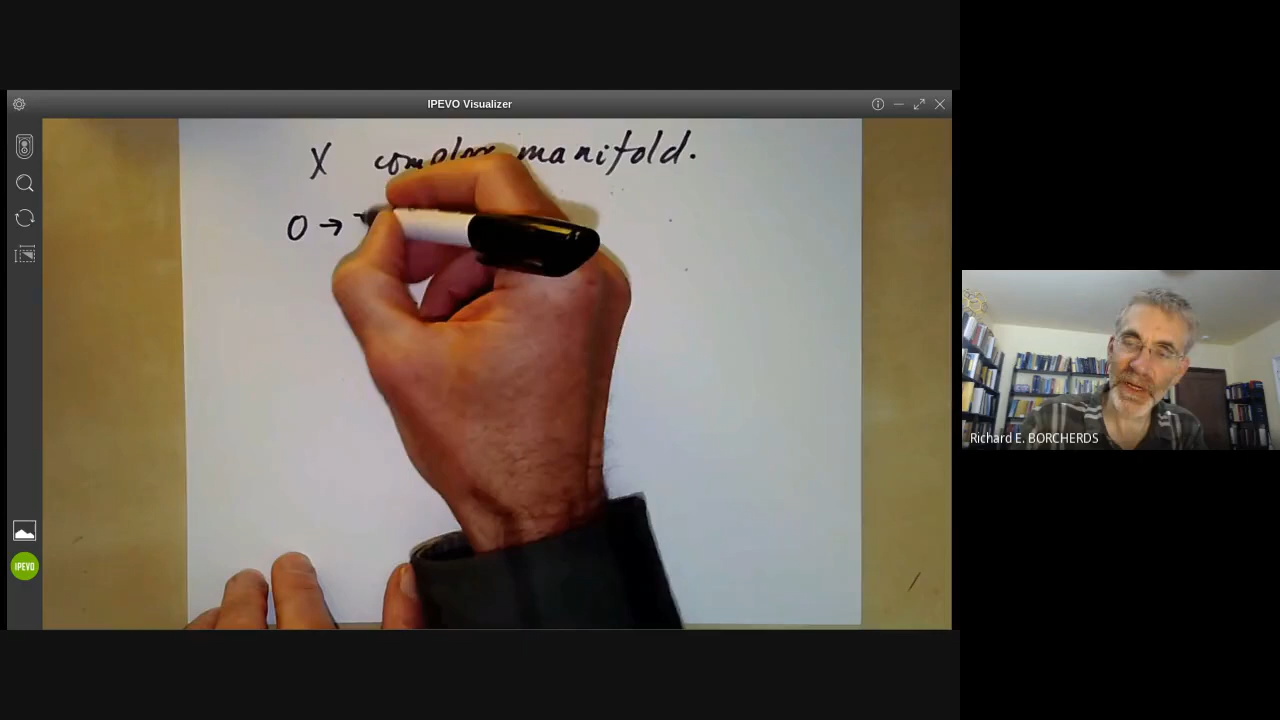 IPEVO Visualizer
X complex manifold.
0 →
IPEVO
Richard E. BORCHERDS